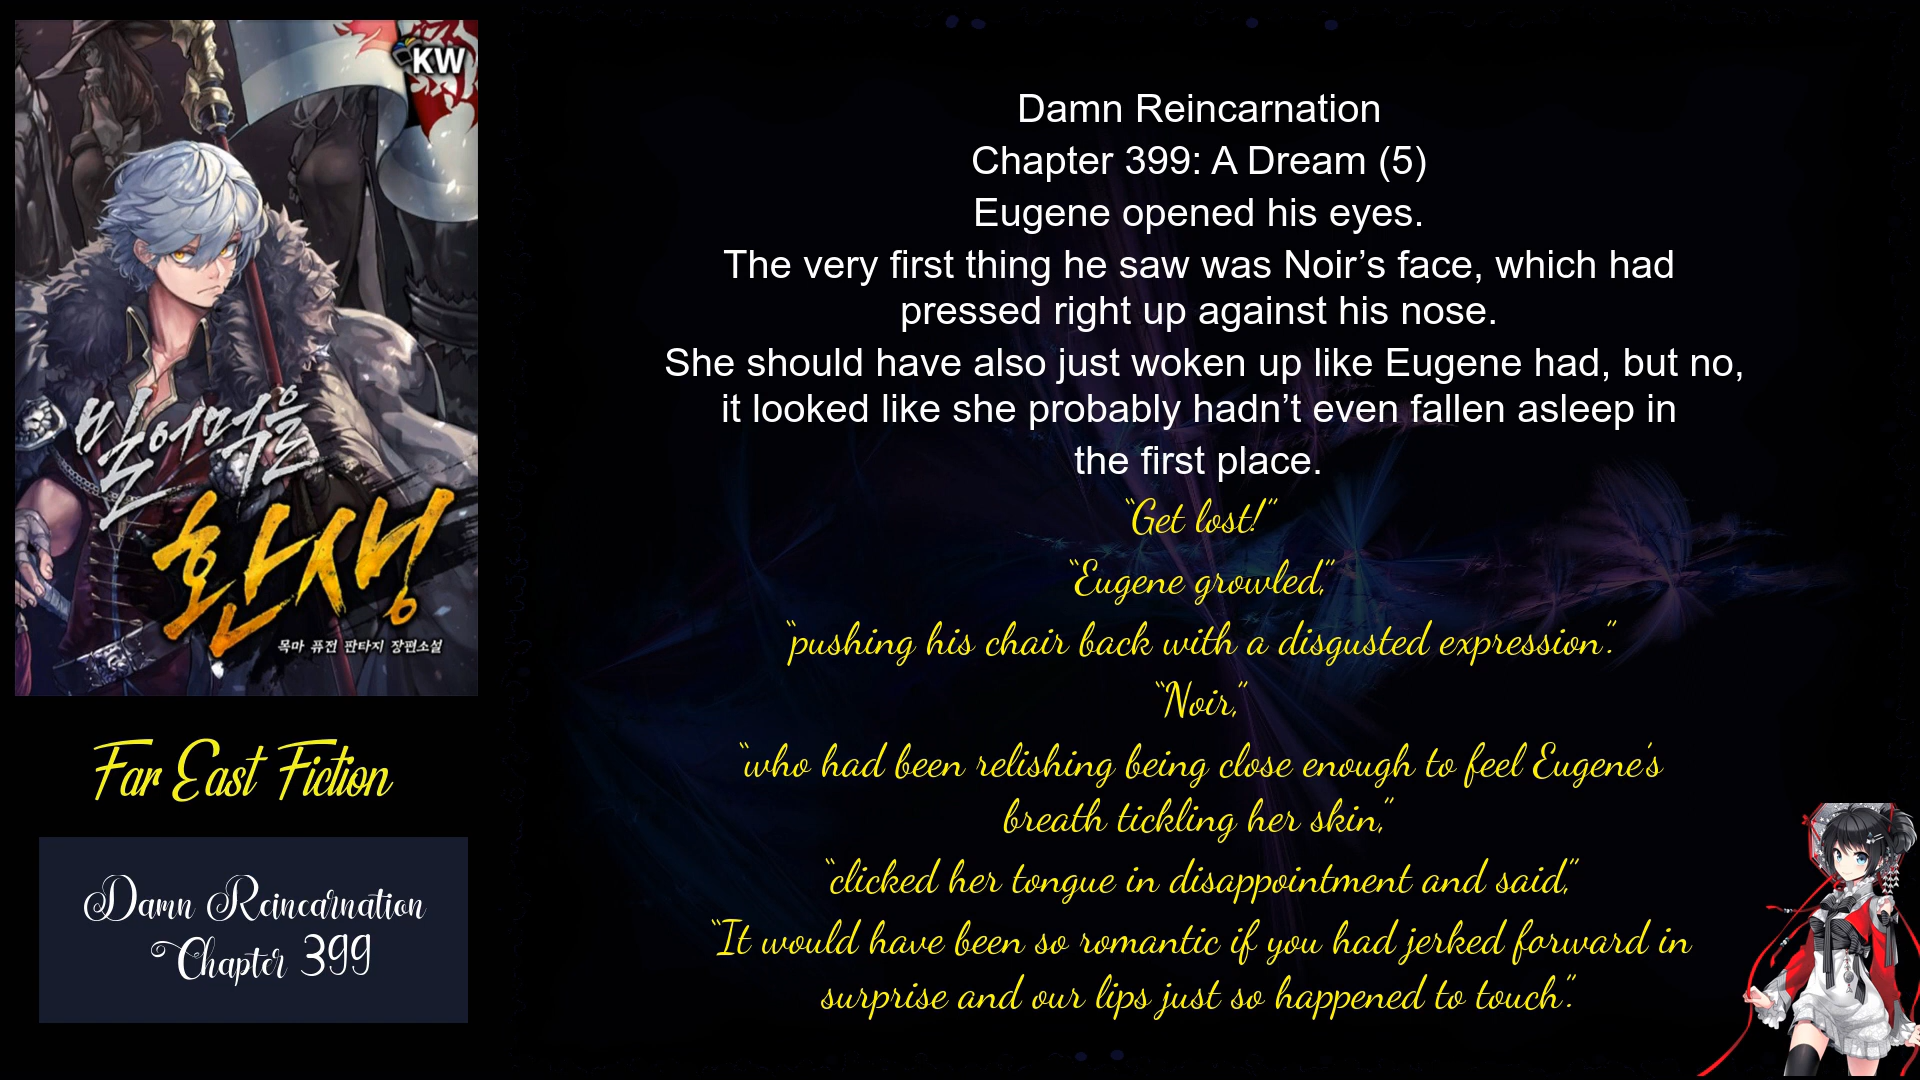 KW
빌어먹을
환생
목마 퓨전 판타지 장편소설
Far East Fiction
Damn Reincarnation
Chapter 399
Damn Reincarnation
Chapter 399: A Dream (5)
Eugene opened his eyes.
The very first thing he saw was Noir’s face, which had
pressed right up against his nose.
She should have also just woken up like Eugene had, but no,
it looked like she probably hadn’t even fallen asleep in
the first place.
“Get lost!”
“Eugene growled,”
“pushing his chair back with a disgusted expression.”
“Noir,”
“who had been relishing being close enough to feel Eugene’s
breath tickling her skin,”
“clicked her tongue in disappointment and said,”
“It would have been so romantic if you had jerked forward in
surprise and our lips just so happened to touch.”